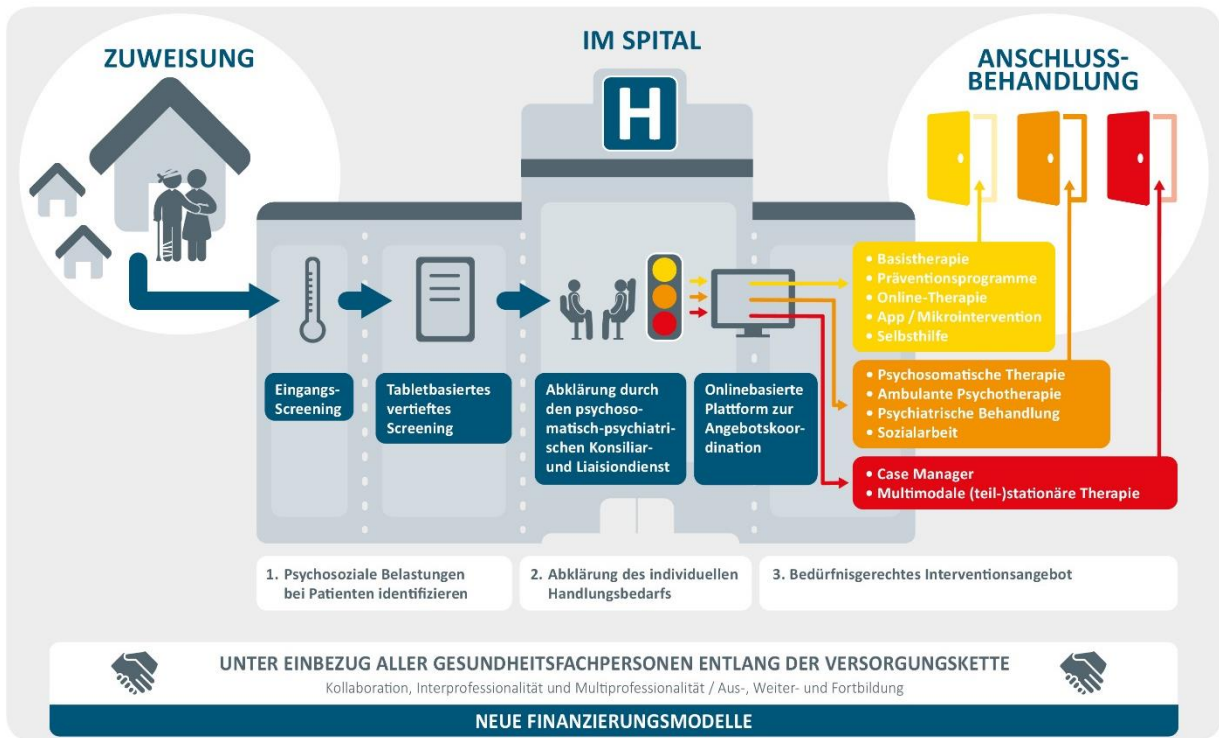 ZUWEISUNG
IM SPITAL
H
ANSCHLUSS-
BEHANDLUNG
Eingangs-
Screening
Tabletbasiertes
vertieftes
Screening
Abklärung durch
den psychoso-
matisch-psychiatri-
schen Konsiliar-
und Liaisiondienst
Onlinebasierte
Plattform zur
Angebotskoor-
dination
• Basistherapie
• Präventionsprogramme
• Online-Therapie
• App / Mikrointervention
• Selbsthilfe
• Psychosomatische Therapie
• Ambulante Psychotherapie
• Psychiatrische Behandlung
• Sozialarbeit
• Case Manager
• Multimodale (teil-)stationäre Therapie
1. Psychosoziale Belastungen
bei Patienten identifizieren
2. Abklärung des individuellen
Handlungsbedarfs
3. Bedürfnisgerechtes Interventionsangebot
UNTER EINBEZUG ALLER GESUNDHEITSFACHPERSONEN ENTLANG DER VERSORGUNGSKETTE
Kollaboration, Interprofessionalität und Multiprofessionalität / Aus-, Weiter- und Fortbildung
NEUE FINANZIERUNGSMODELLE